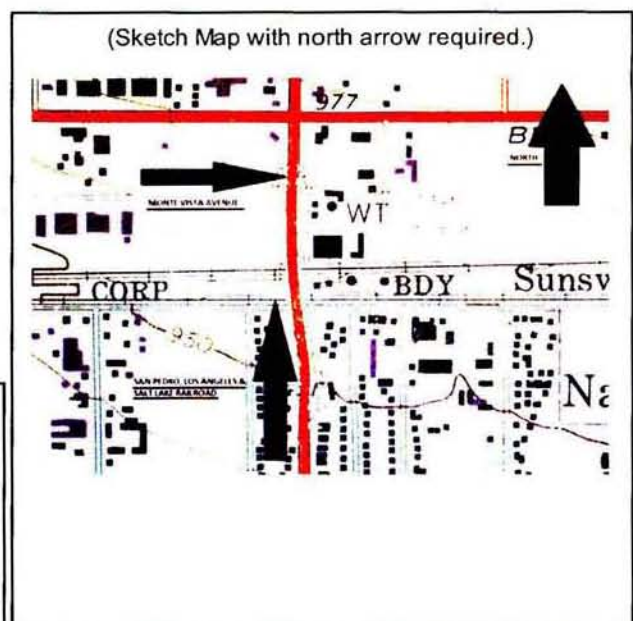 (Sketch Map with north arrow required.)
977
NORTH
MONTE VISTA AVENUE
WT
CORP
BDY
Sunsv
950
SAN PEDRO, LOS ANGELES &
SALT LAKE RAILROAD
Na